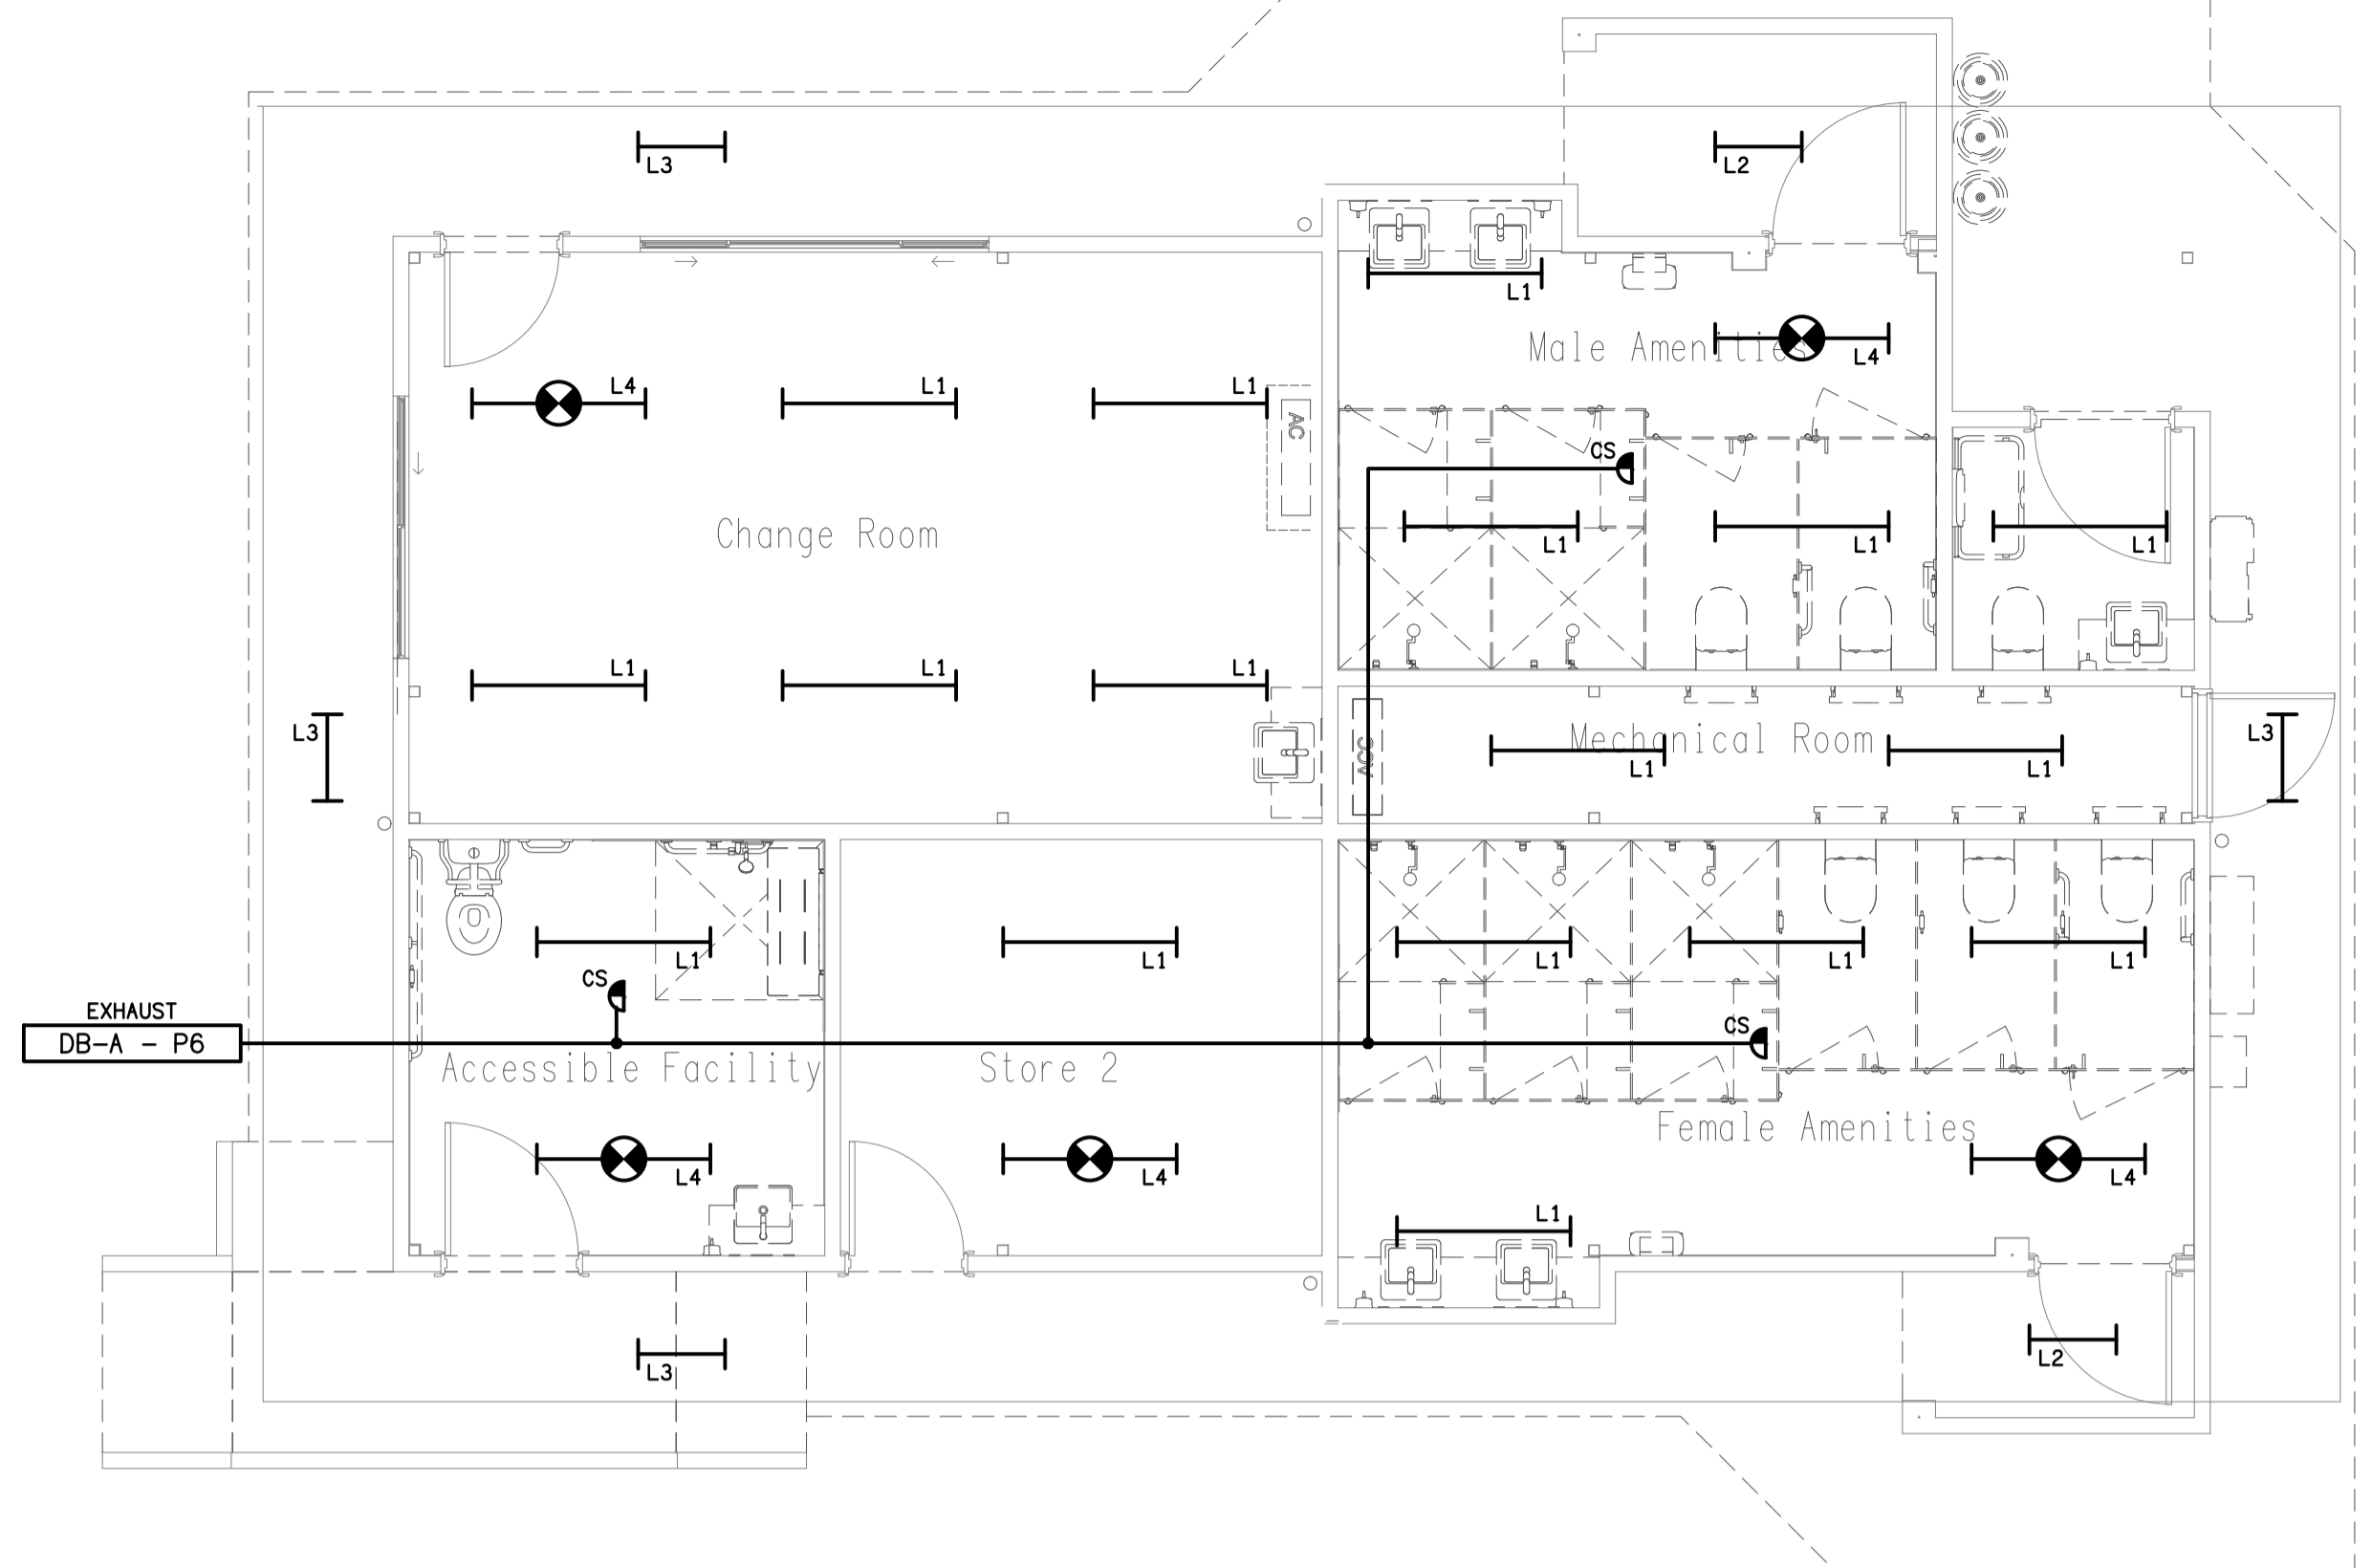 L3
L2
L1
Male Amenities
L4
L4
L1
L1
AC
CS
Change Room
L1
L1
L1
L1
L1
L1
L3
Mechanical Room
L3
ACC
L1
L1
L1
L1
L1
L1
L1
CS
EXHAUST
DB-A - P6
CS
Accessible Facility
Store 2
Female Amenities
L4
L4
L4
L1
L3
L2